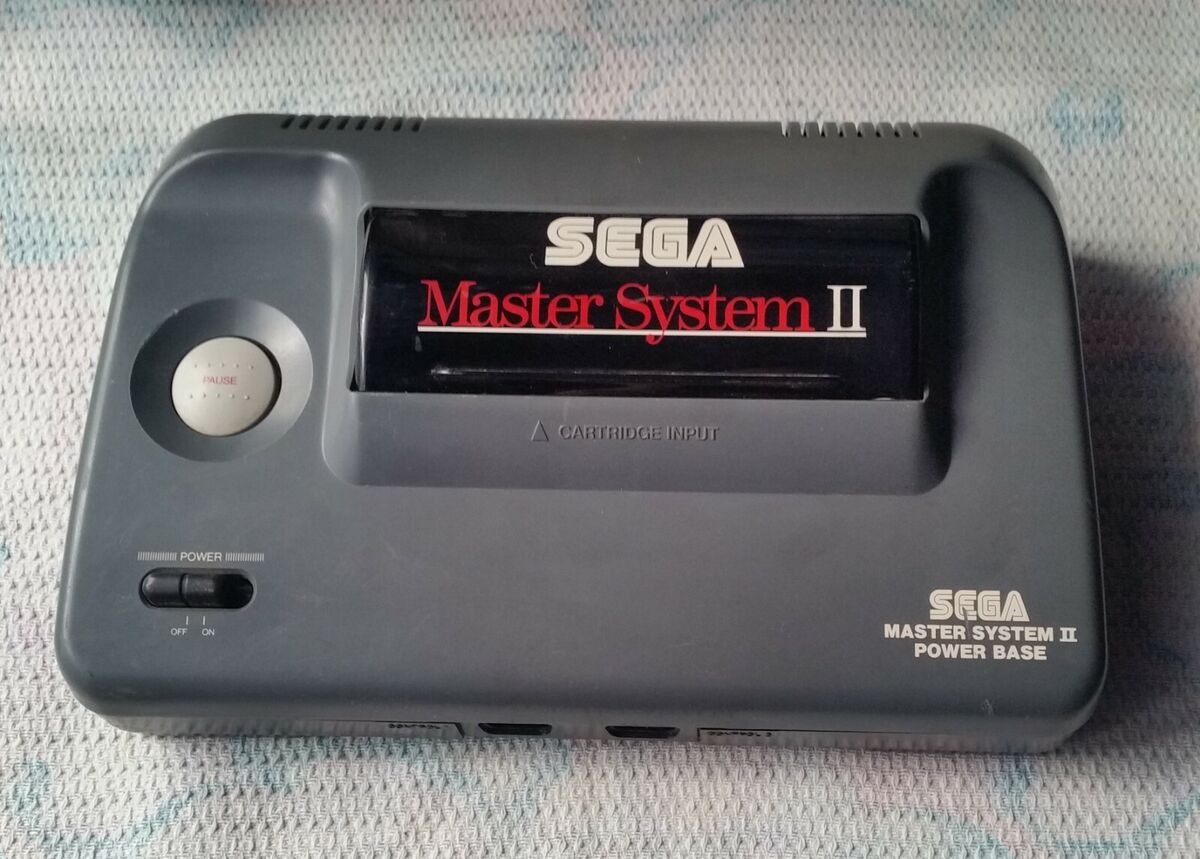 SEGA
Master System II
PAUSE
△ CARTRIDGE INPUT
POWER
OFF ON
SEGA
MASTER SYSTEM II
POWER BASE